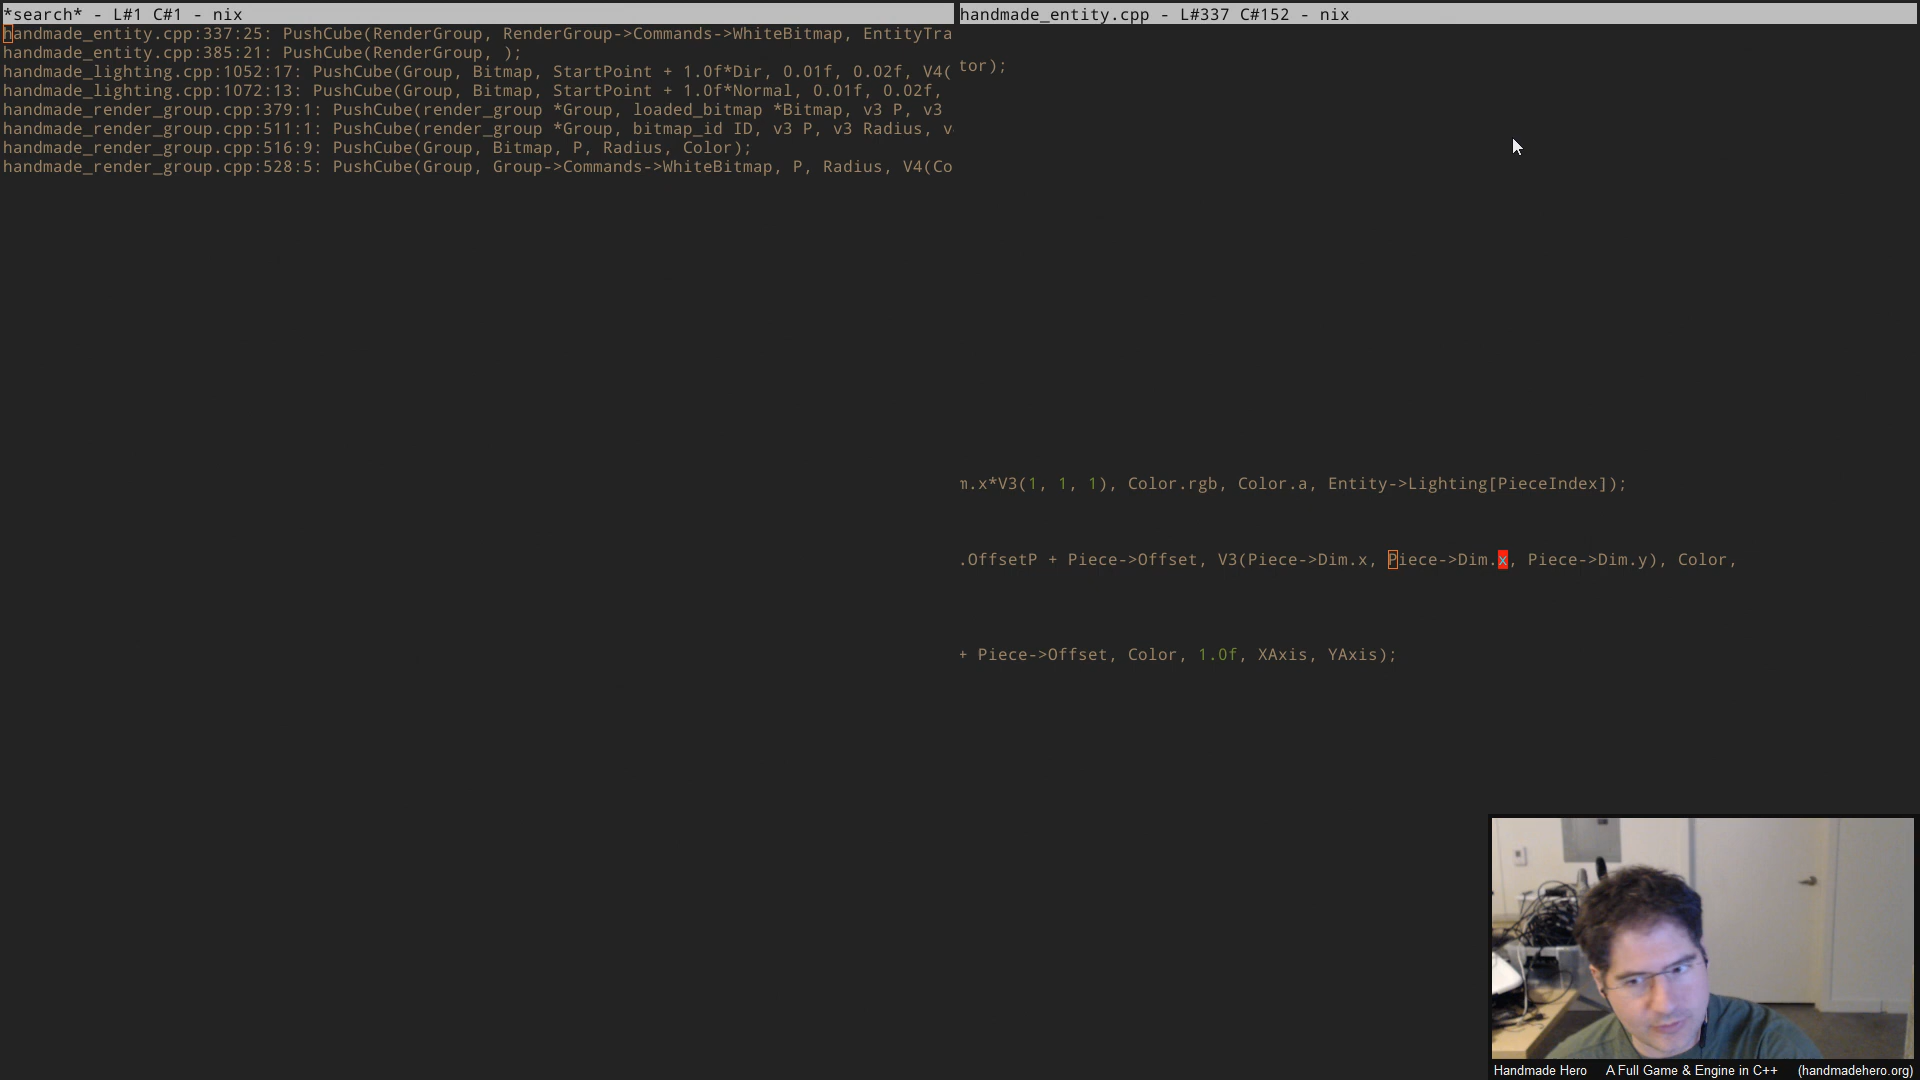 *search* - L#1 C#1 - nix
handmade_entity.cpp:337:25: PushCube(RenderGroup, RenderGroup->Commands->WhiteBitmap, EntityTra
handmade_entity.cpp:385:21: PushCube(RenderGroup, );
handmade_lighting.cpp:1052:17: PushCube(Group, Bitmap, StartPoint + 1.0f*Dir, 0.01f, 0.02f, V4(
handmade_lighting.cpp:1072:13: PushCube(Group, Bitmap, StartPoint + 1.0f*Normal, 0.01f, 0.02f,
handmade_render_group.cpp:379:1: PushCube(render_group *Group, loaded_bitmap *Bitmap, v3 P, v3
handmade_render_group.cpp:511:1: PushCube(render_group *Group, bitmap_id ID, v3 P, v3 Radius, v
handmade_render_group.cpp:516:9: PushCube(Group, Bitmap, P, Radius, Color);
handmade_render_group.cpp:528:5: PushCube(Group, Group->Commands->WhiteBitmap, P, Radius, V4(Co
handmade_entity.cpp - L#337 C#152 - nix
tor);
m.x*V3(1, 1, 1), Color.rgb, Color.a, Entity->Lighting[PieceIndex]);
.OffsetP + Piece->Offset, V3(Piece->Dim.x, Piece->Dim.x, Piece->Dim.y), Color,
+ Piece->Offset, Color, 1.0f, XAxis, YAxis);
Handmade Hero A Full Game & Engine in C++ (handmadehero.org)